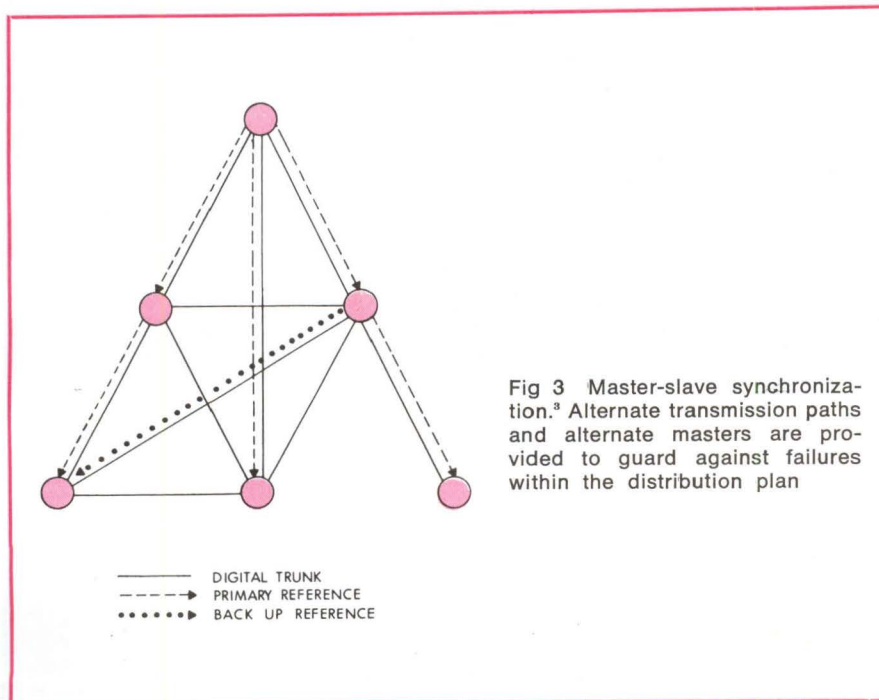 Fig 3 Master-slave synchroniza-
tion.³ Alternate transmission paths
and alternate masters are pro-
vided to guard against failures
within the distribution plan
DIGITAL TRUNK
PRIMARY REFERENCE
BACK UP REFERENCE